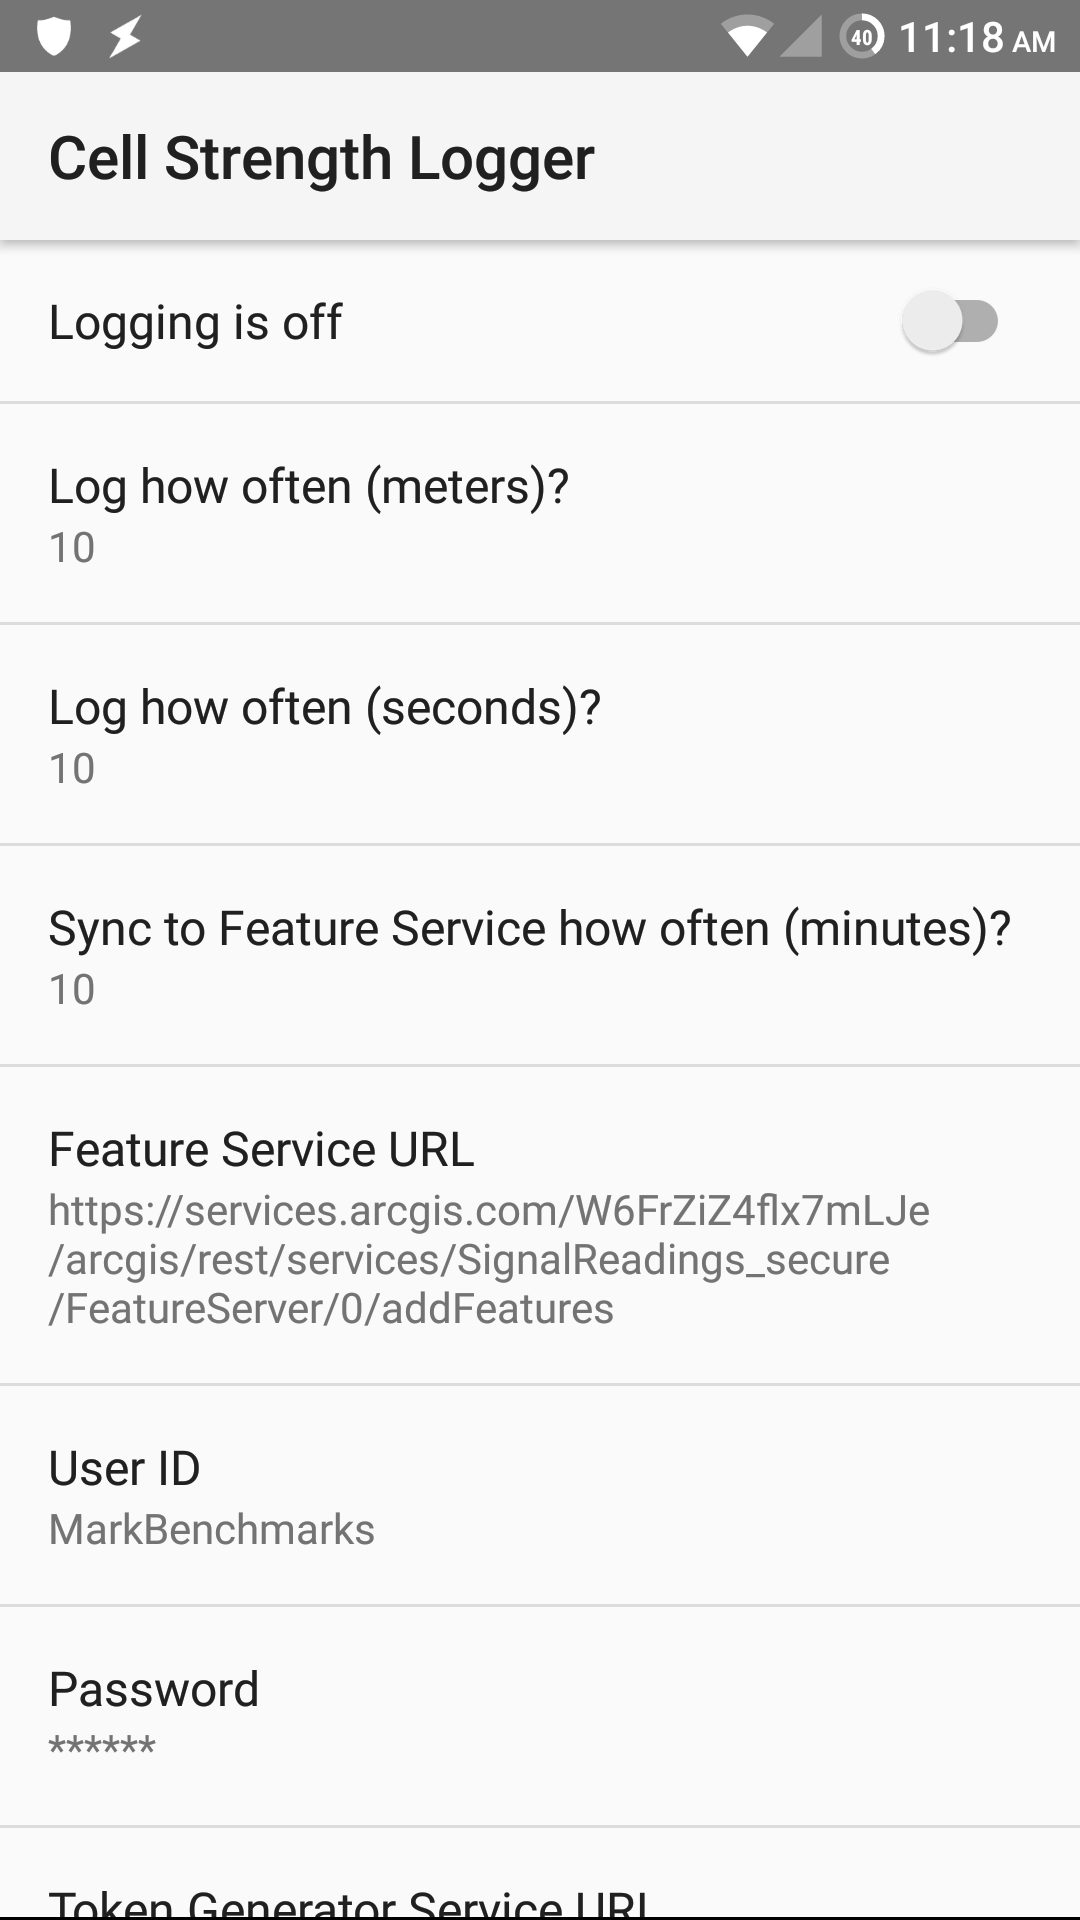 40 11:18 AM
Cell Strength Logger
Logging is off
Log how often (meters)?
10
Log how often (seconds)?
10
Sync to Feature Service how often (minutes)?
10
Feature Service URL
https://services.arcgis.com/W6FrZiZ4flx7mLJe
/arcgis/rest/services/SignalReadings_secure
/FeatureServer/0/addFeatures
User ID
MarkBenchmarks
Password
******
Token Generator Service URL